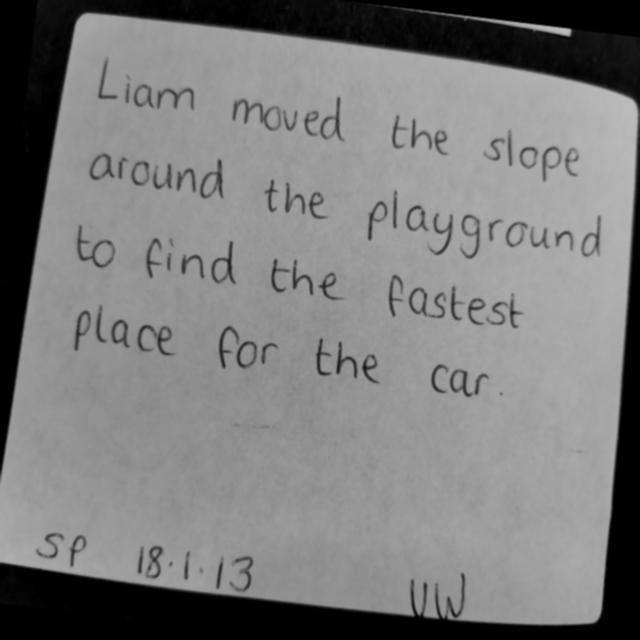 Liam moved the slope
around the playground
to find the fastest
place for the car.
SP 18.1.13 UW